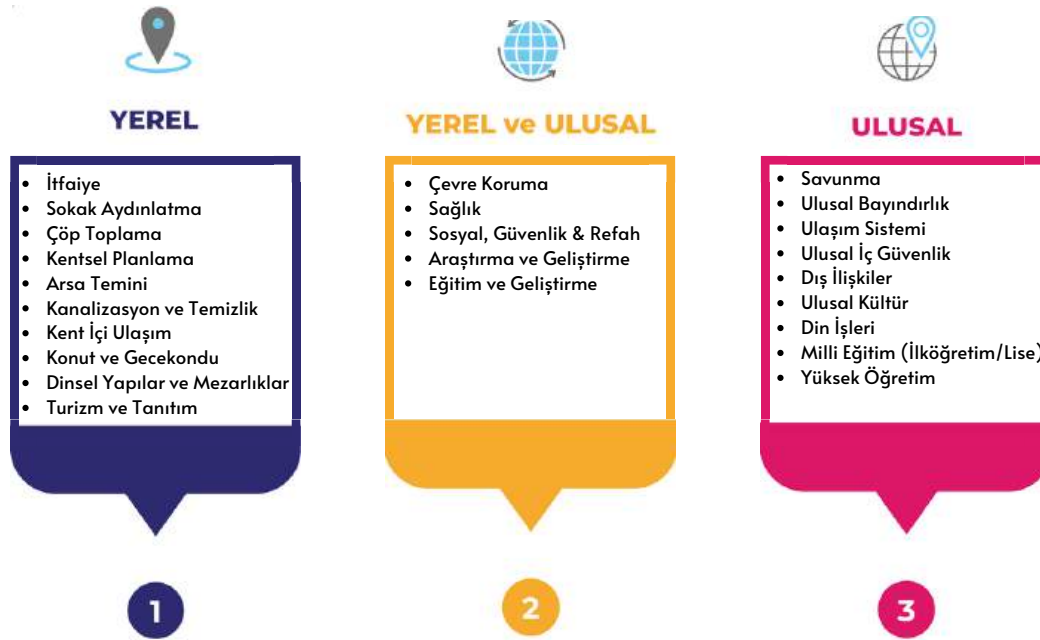 YEREL
• İtfaiye
• Sokak Aydınlatma
• Çöp Toplama
• Kentsel Planlama
• Arsa Temini
• Kanalizasyon ve Temizlik
• Kent İçi Ulaşım
• Konut ve Gecekondu
• Dinsel Yapılar ve Mezarlıklar
• Turizm ve Tanıtım
1
YEREL ve ULUSAL
• Çevre Koruma
• Sağlık
• Sosyal, Güvenlik & Refah
• Araştırma ve Geliştirme
• Eğitim ve Geliştirme
2
ULUSAL
• Savunma
• Ulusal Bayındırlık
• Ulaşım Sistemi
• Ulusal İç Güvenlik
• Dış İlişkiler
• Ulusal Kültür
• Din İşleri
• Milli Eğitim (İlköğretim/Lise)
• Yüksek Öğretim
3